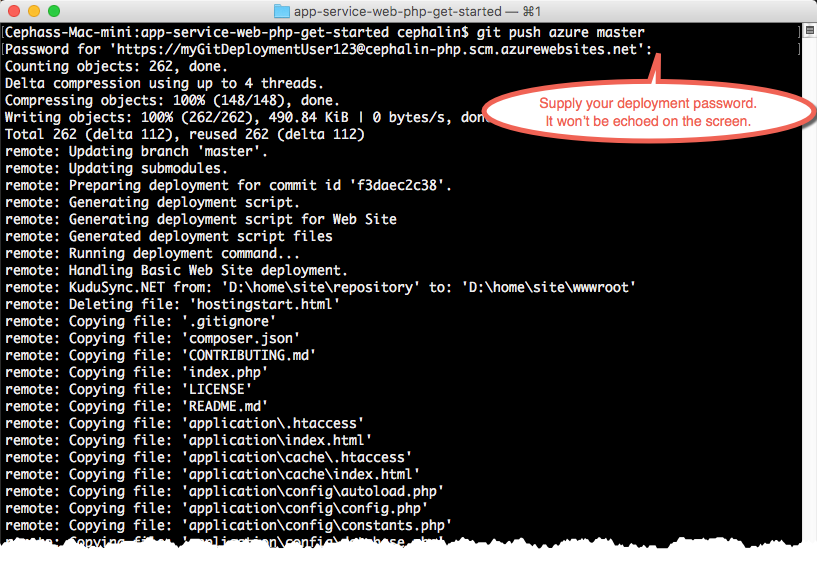 app-service-web-php-get-started — ⌘1
[Cephass-Mac-mini:app-service-web-php-get-started cephalin$ git push azure master ]
[Password for 'https://myGitDeploymentUser123@cephalin-php.scm.azurewebsites.net': ]
Counting objects: 262, done.
Delta compression using up to 4 threads.
Compressing objects: 100% (148/148), done.
Writing objects: 100% (262/262), 490.84 KiB | 0 bytes/s, don
Supply your deployment password.
It won't be echoed on the screen.
Total 262 (delta 112), reused 262 (delta 112)
remote: Updating branch 'master'.
remote: Updating submodules.
remote: Preparing deployment for commit id 'f3daec2c38'.
remote: Generating deployment script.
remote: Generating deployment script for Web Site
remote: Generated deployment script files
remote: Running deployment command...
remote: Handling Basic Web Site deployment.
remote: KuduSync.NET from: 'D:\home\site\repository' to: 'D:\home\site\wwwroot'
remote: Deleting file: 'hostingstart.html'
remote: Copying file: '.gitignore'
remote: Copying file: 'composer.json'
remote: Copying file: 'CONTRIBUTING.md'
remote: Copying file: 'index.php'
remote: Copying file: 'LICENSE'
remote: Copying file: 'README.md'
remote: Copying file: 'application\.htaccess'
remote: Copying file: 'application\index.html'
remote: Copying file: 'application\cache\.htaccess'
remote: Copying file: 'application\cache\index.html'
remote: Copying file: 'application\config\autoload.php'
remote: Copying file: 'application\config\config.php'
remote: Copying file: 'application\config\constants.php'
remote: Copying file: 'application\config\database.php'